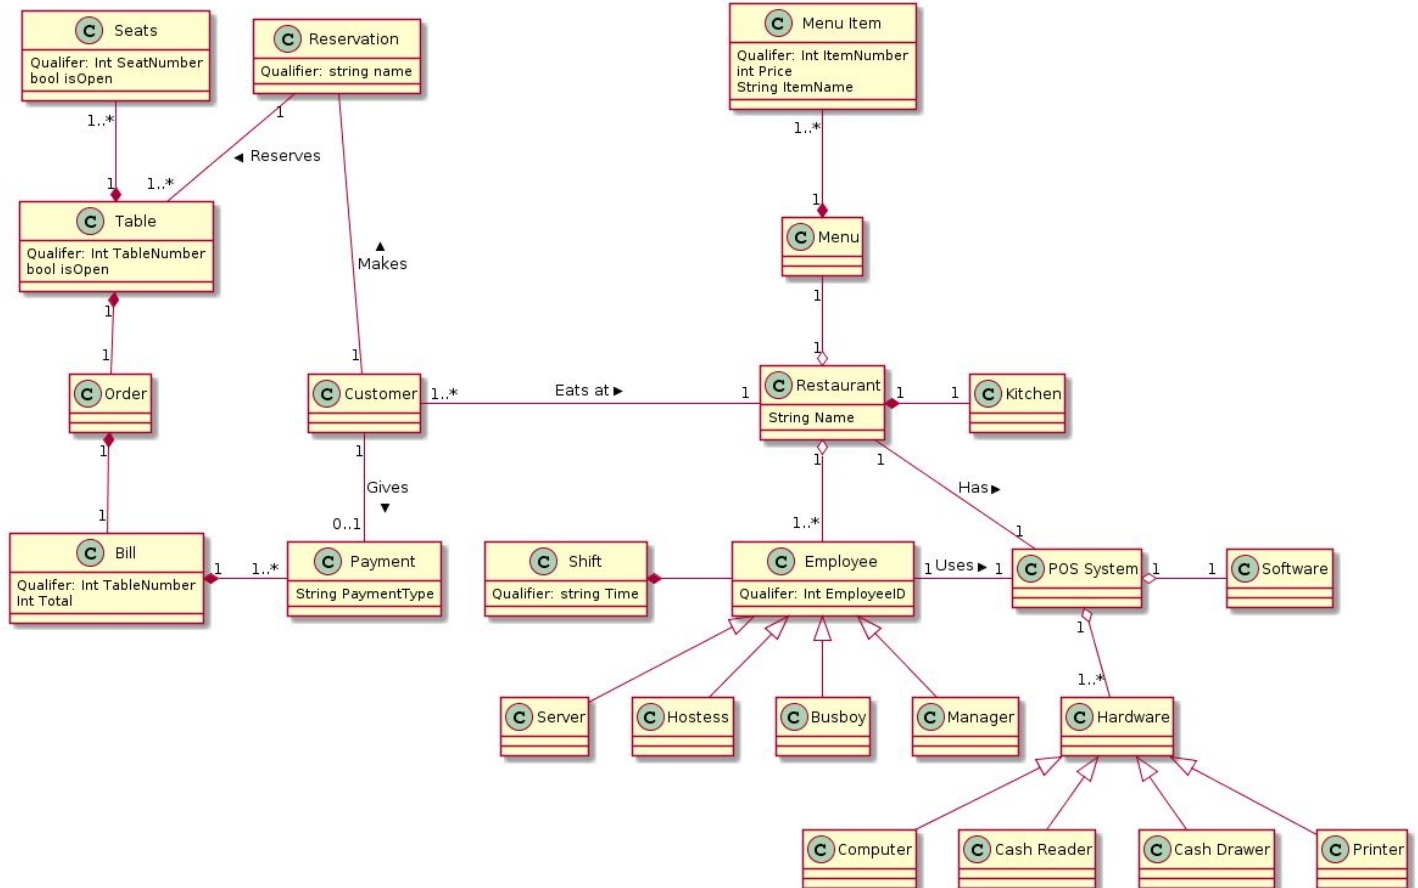 C Seats
Qualifer: Int SeatNumber
bool isOpen
C Reservation
Qualifier: string name
C Menu Item
Qualifer: Int ItemNumber
int Price
String ItemName
1..*
1
1..*
◄ Reserves
1
1..*
1
C Table
Qualifer: Int TableNumber
bool isOpen
▲
Makes
C Menu
1
1
1
1
1
C Order
C Customer
1..*
Eats at ►
1
C Restaurant
String Name
1
1
C Kitchen
1
1
Gives
▼
1
1
Has►
1
0..1
1..*
1
C Bill
Qualifer: Int TableNumber
Int Total
1
1..*
C Payment
String PaymentType
C Shift
Qualifier: string Time
C Employee
Qualifer: Int EmployeeID
1
Uses ►
1
C POS System
1
1
C Software
1
1..*
C Server
C Hostess
C Busboy
C Manager
C Hardware
C Computer
C Cash Reader
C Cash Drawer
C Printer